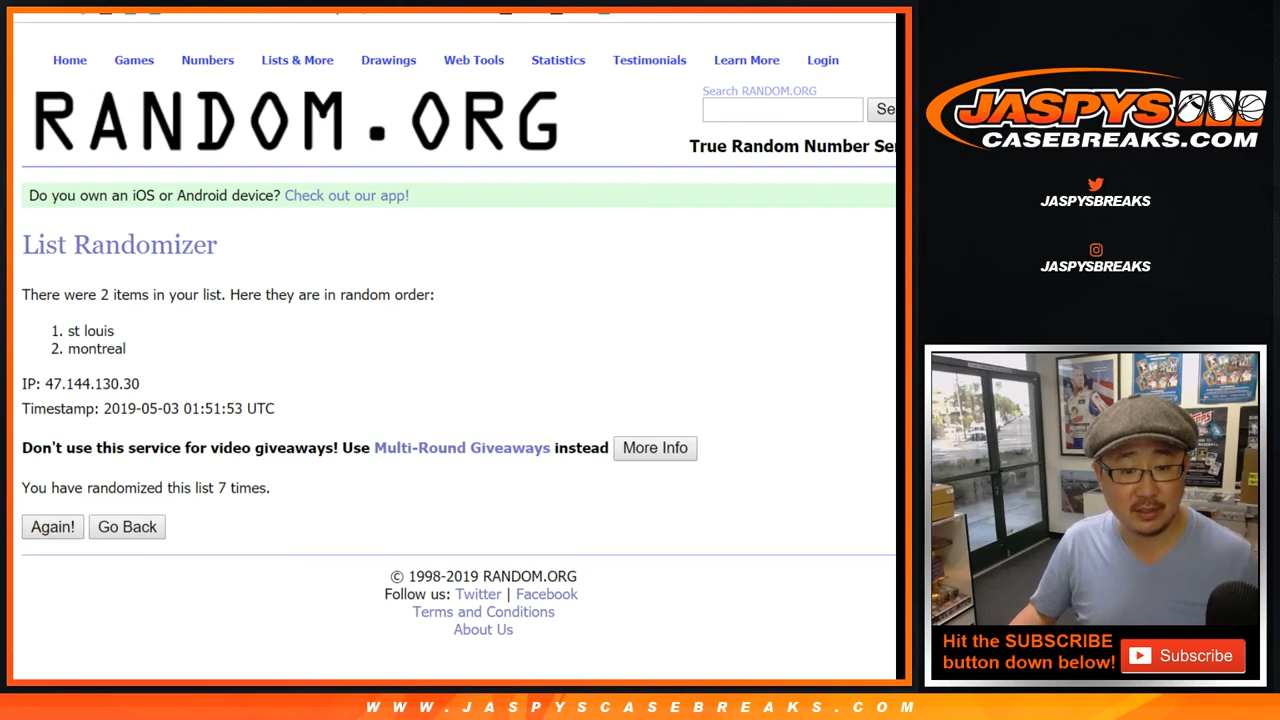 Home Games Numbers Lists & More Drawings Web Tools Statistics Testimonials Learn More Login
Search RANDOM.ORG
RANDOM.ORG
Se
True Random Number Ser
Do you own an iOS or Android device? Check out our app!
List Randomizer
There were 2 items in your list. Here they are in random order:
1. st louis
2. montreal
IP: 47.144.130.30
Timestamp: 2019-05-03 01:51:53 UTC
Don't use this service for video giveaways! Use Multi-Round Giveaways instead More Info
You have randomized this list 7 times.
Again! Go Back
© 1998-2019 RANDOM.ORG
Follow us: Twitter | Facebook
Terms and Conditions
About Us
JASPYS
CASEBREAKS.COM
JASPYSBREAKS
JASPYSBREAKS
Topps
Hit the SUBSCRIBE
button down below!
Subscribe
WWW.JASPYSCASEBREAKS.COM